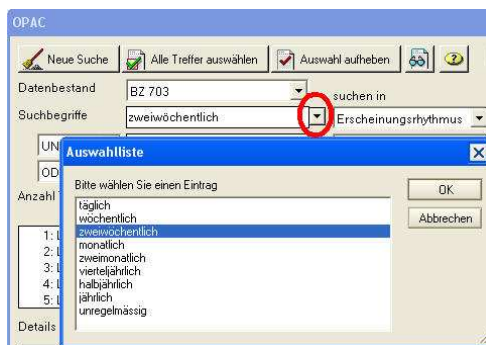 OPAC
Neue Suche Alle Treffer auswählen Auswahl aufheben
Datenbestand BZ 703 suchen in
Suchbegriffe zweiwöchentlich Erscheinungsrhythmus
UN
Auswahlliste
OD
Bitte wählen Sie einen Eintrag
OK
Anzahl
täglich
wöchentlich
Abbrechen
zweiwöchentlich
1: L
monatlich
2: L
zweimonatlich
3: L
vierteljährlich
4: L
halbjährlich
5: L
jährlich
unregelmässig
Details